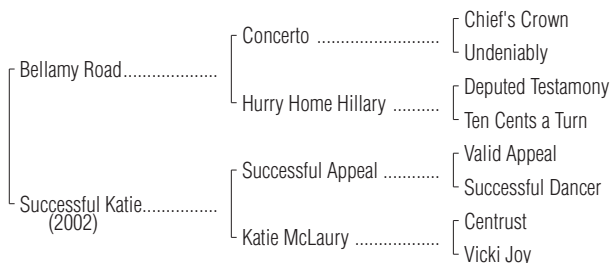 Chief's Crown
Concerto ..........................
Undeniably
Bellamy Road....................
Deputed Testamony
Hurry Home Hillary ..........
Ten Cents a Turn
Valid Appeal
Successful Appeal ............
Successful Dancer
Successful Katie................
(2002)
Centrust
Katie McLaury ..................
Vicki Joy